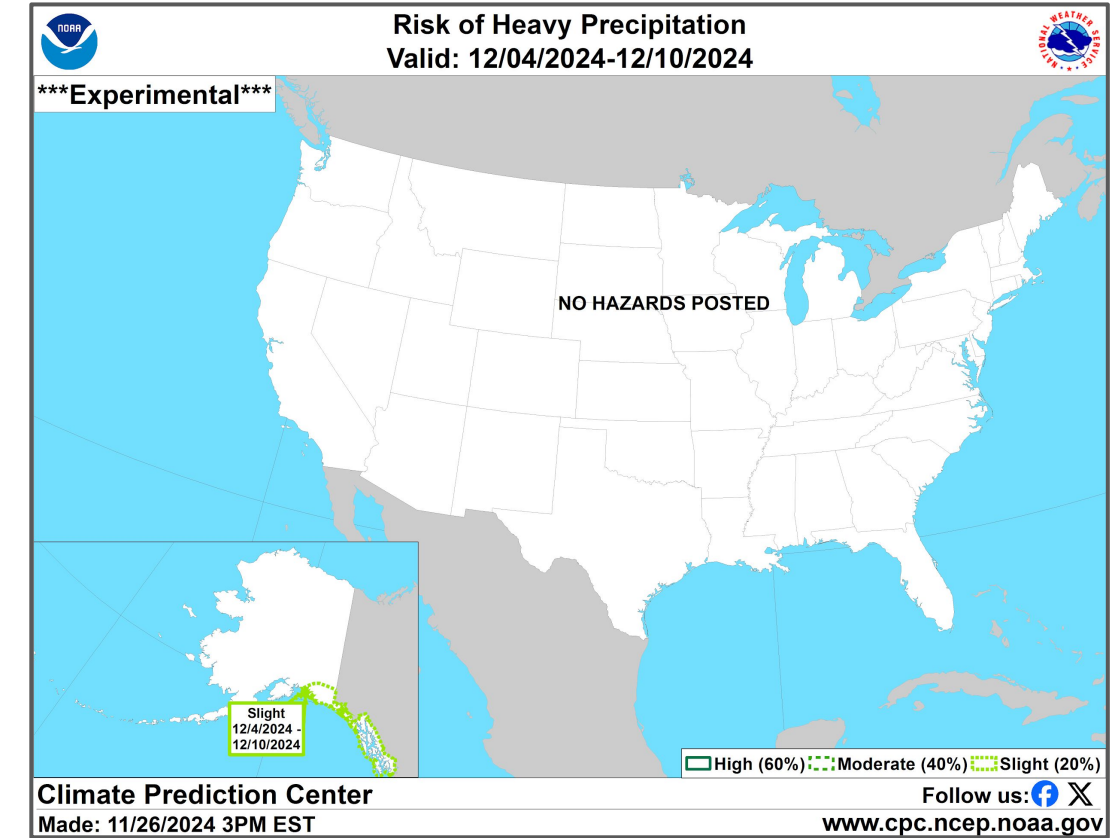 NOAA
Risk of Heavy Precipitation
Valid: 12/04/2024-12/10/2024
NATIONAL WEATHER SERVICE
***Experimental***
NO HAZARDS POSTED
Slight
12/4/2024 -
12/10/2024
High (60%) Moderate (40%) Slight (20%)
Climate Prediction Center
Follow us:
Made: 11/26/2024 3PM EST
www.cpc.ncep.noaa.gov